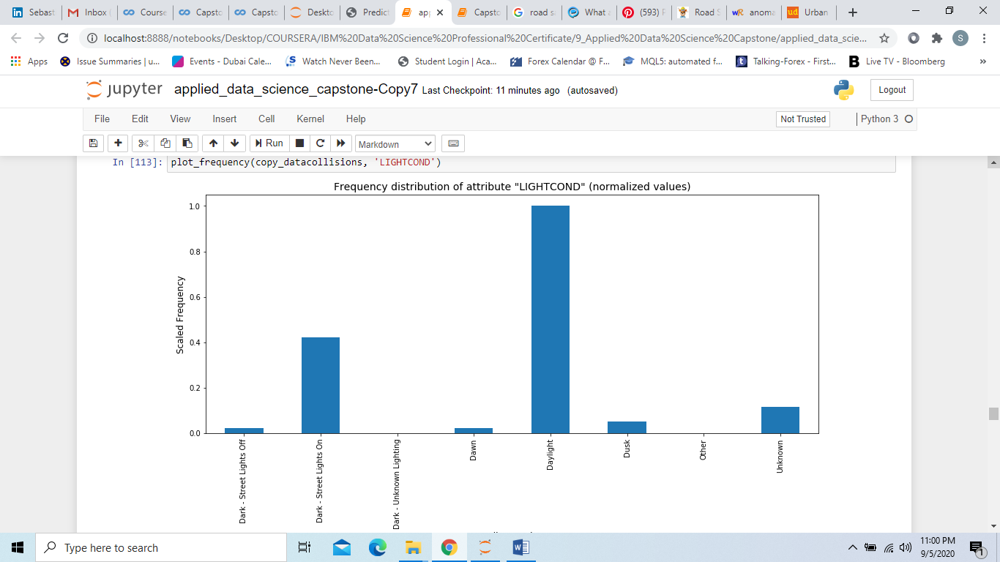 Sebast
Inbox (
Course
Capsto
Capsto
Deskto
Predict
Capsto
road s
What a
(593) P
Road S
anoma
Urban
localhost:8888/notebooks/Desktop/COURSERA/IBM%20Data%20Science%20Professional%20Certificate/9_Applied%20Data%20Science%20Capstone/applied_data_scie...
S
Apps
Issue Summaries | u...
Events - Dubai Cale...
Watch Never Been...
Student Login | Aca...
Forex Calendar @ F...
MQL5: automated f...
Talking-Forex - First...
Live TV - Bloomberg
»
jupyter applied_data_science_capstone-Copy7 Last Checkpoint: 11 minutes ago (autosaved)
Logout
File Edit View Insert Cell Kernel Help
Not Trusted
Python 3
Run
Markdown
In [113]: plot_frequency(copy_datacollisions, 'LIGHTCOND')
Frequency distribution of attribute "LIGHTCOND" (normalized values)
Scaled Frequency
1.0
0.8
0.6
0.4
0.2
0.0
Dark - Street Lights Off
Dark - Street Lights On
Dark - Unknown Lighting
Dawn
Daylight
Dusk
Other
Unknown
Type here to search
11:00 PM
9/5/2020
1